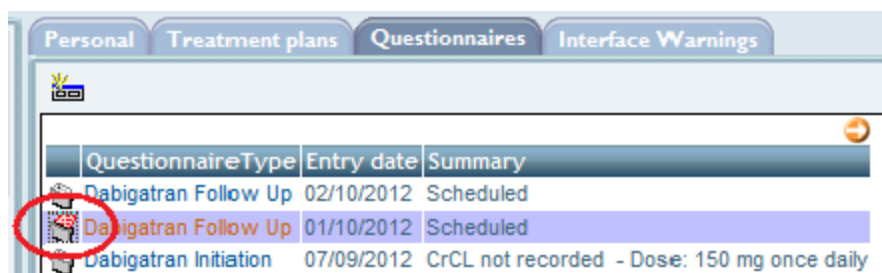 Personal Treatment plans Questionnaires Interface Warnings
QuestionnaireType Entry date Summary
Dabigatran Follow Up 02/10/2012 Scheduled
Dabigatran Follow Up 01/10/2012 Scheduled
Dabigatran Initiation 07/09/2012 CrCL not recorded - Dose: 150 mg once daily